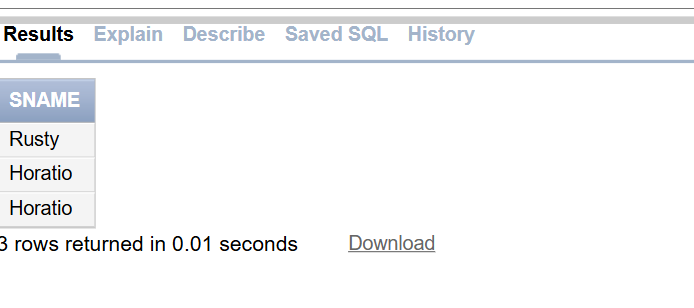 Results Explain Describe Saved SQL History
SNAME
Rusty
Horatio
Horatio
3 rows returned in 0.01 seconds Download